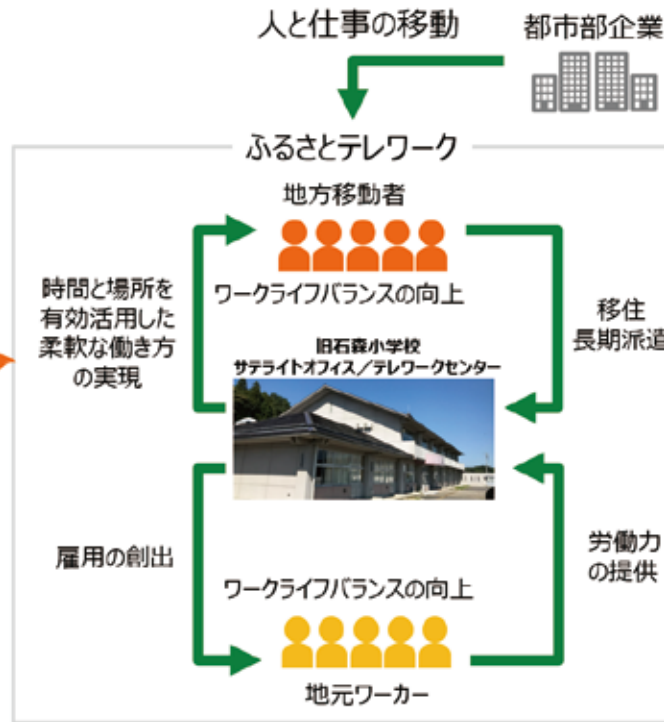 人と仕事の移動
都市部企業
ふるさとテレワーク
地方移動者
ワークライフバランスの向上
時間と場所を
有効活用した
柔軟な働き方
の実現
移住
長期派遣
旧石森小学校
サテライトオフィス／テレワークセンター
雇用の創出
労働力
の提供
ワークライフバランスの向上
地元ワーカー